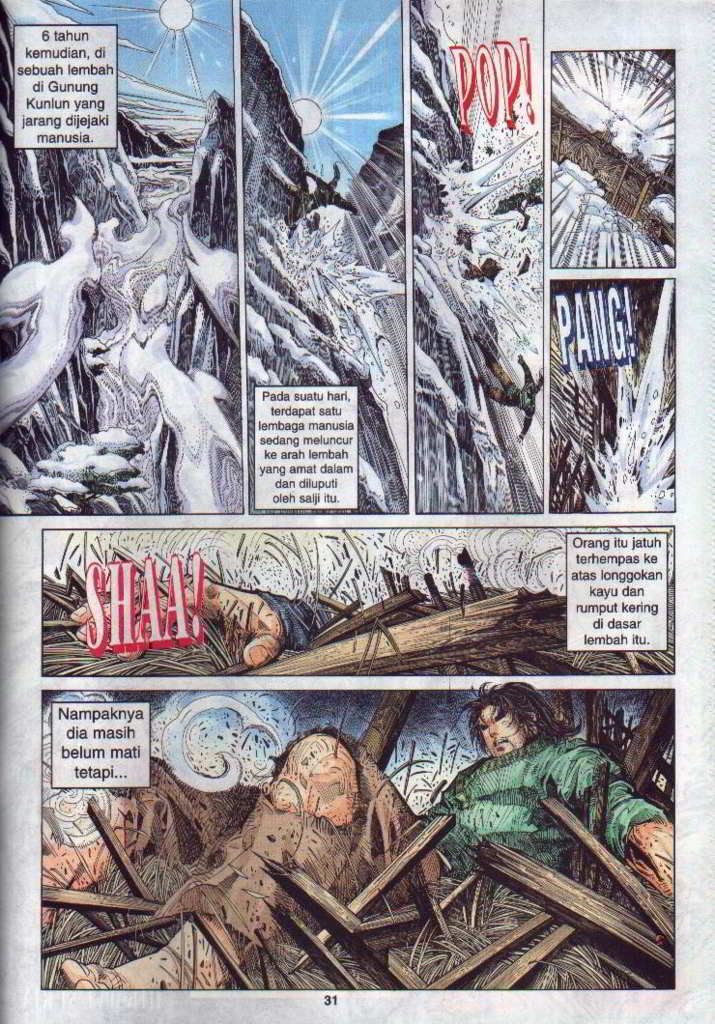 6 tahun
kemudian, di
sebuah lembah
di Gunung
Kunlun yang
jarang dijejaki
manusia.
Pada suatu hari,
terdapat satu
lembaga manusia
sedang meluncur
ke arah lembah
yang amat dalam
dan diluputi
oleh salji itu.
POP!
PANG!
SHAA!
Orang itu jatuh
terhempas ke
atas longgokan
kayu dan
rumput kering
di dasar
lembah itu.
Nampaknya
dia masih
belum mati
tetapi...
31